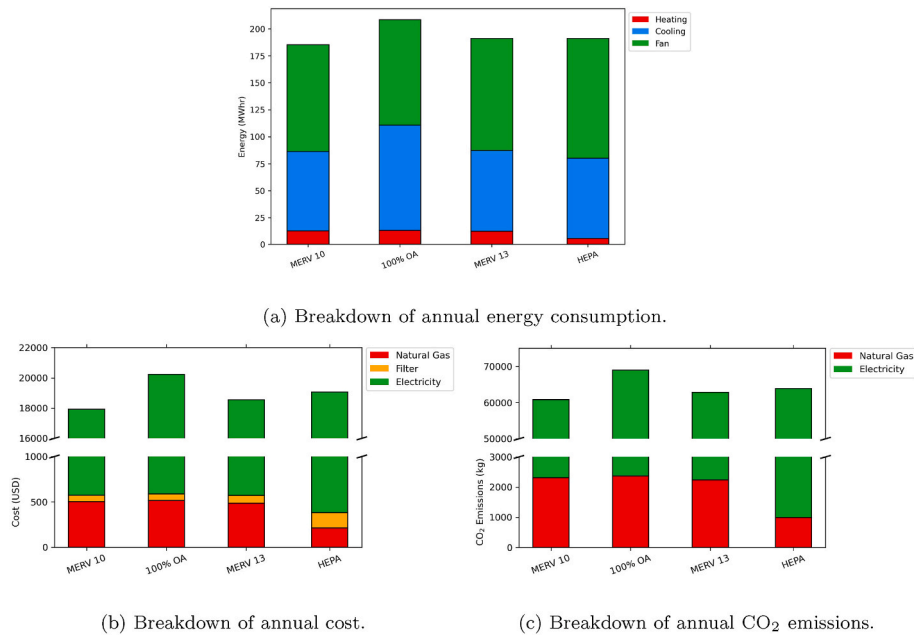 200
175
150
125
100
75
50
25
0
Energy (MWhr)
MERV 10
100% OA
MERV 13
HEPA
Heating
Cooling
Fan
(a) Breakdown of annual energy consumption.
22000
20000
18000
16000
1000
500
0
Cost (USD)
MERV 10
100% OA
MERV 13
HEPA
Natural Gas
Filter
Electricity
(b) Breakdown of annual cost.
70000
60000
50000
3000
2000
1000
0
CO₂ Emissions (kg)
MERV 10
100% OA
MERV 13
HEPA
Natural Gas
Electricity
(c) Breakdown of annual CO₂ emissions.